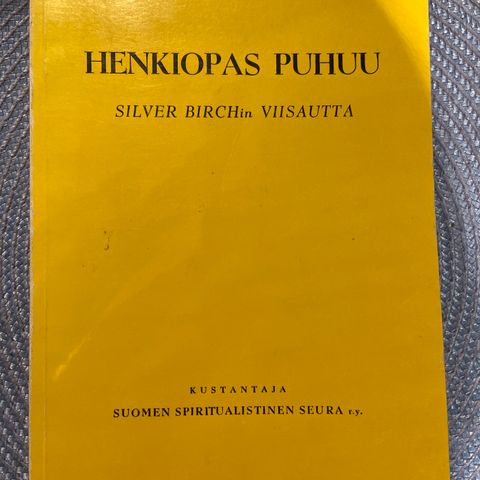 HENKIOPAS PUHUU
SILVER BIRCHin VIISAUTTA
KUSTANTAJA
SUOMEN SPIRITUALISTINEN SEURA r.y.